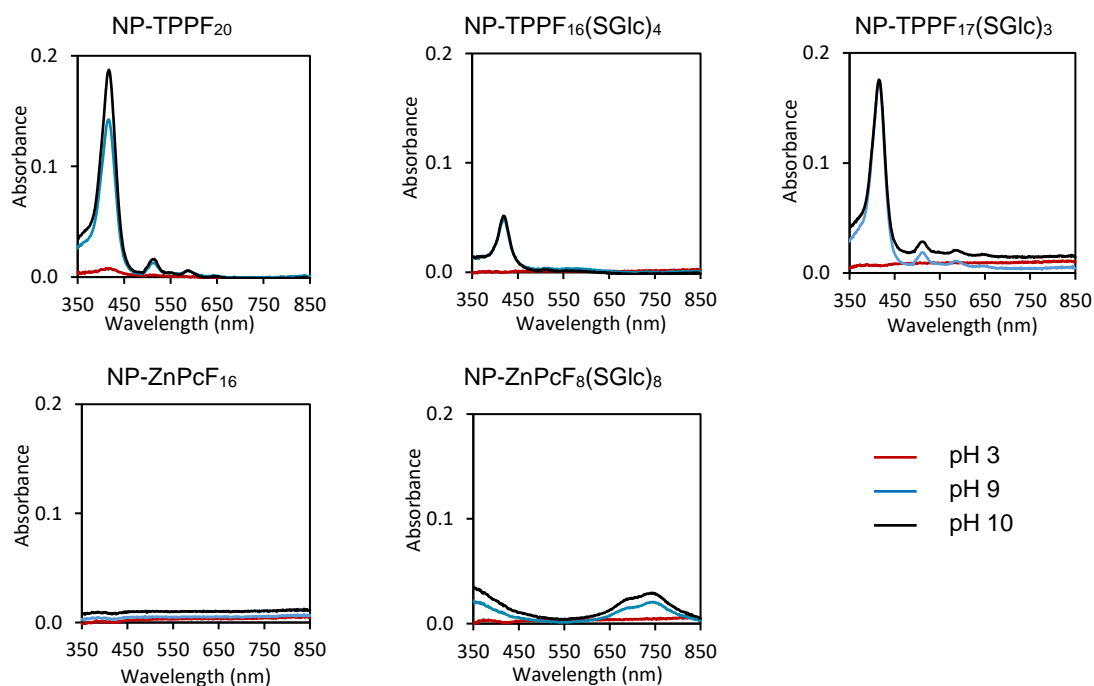 NP-TPPF₂₀
0.2
0.1
0.0
Absorbance
350 450 550 650 750 850
Wavelength (nm)
NP-TPPF₁₆(SGlc)₄
0.2
0.1
0.0
Absorbance
350 450 550 650 750 850
Wavelength (nm)
NP-TPPF₁₇(SGlc)₃
0.2
0.1
0.0
Absorbance
350 450 550 650 750 850
Wavelength (nm)
NP-ZnPcF₁₆
0.2
0.1
0.0
Absorbance
350 450 550 650 750 850
Wavelength (nm)
NP-ZnPcF₈(SGlc)₈
0.2
0.1
0.0
Absorbance
350 450 550 650 750 850
Wavelength (nm)
pH 3
pH 9
pH 10